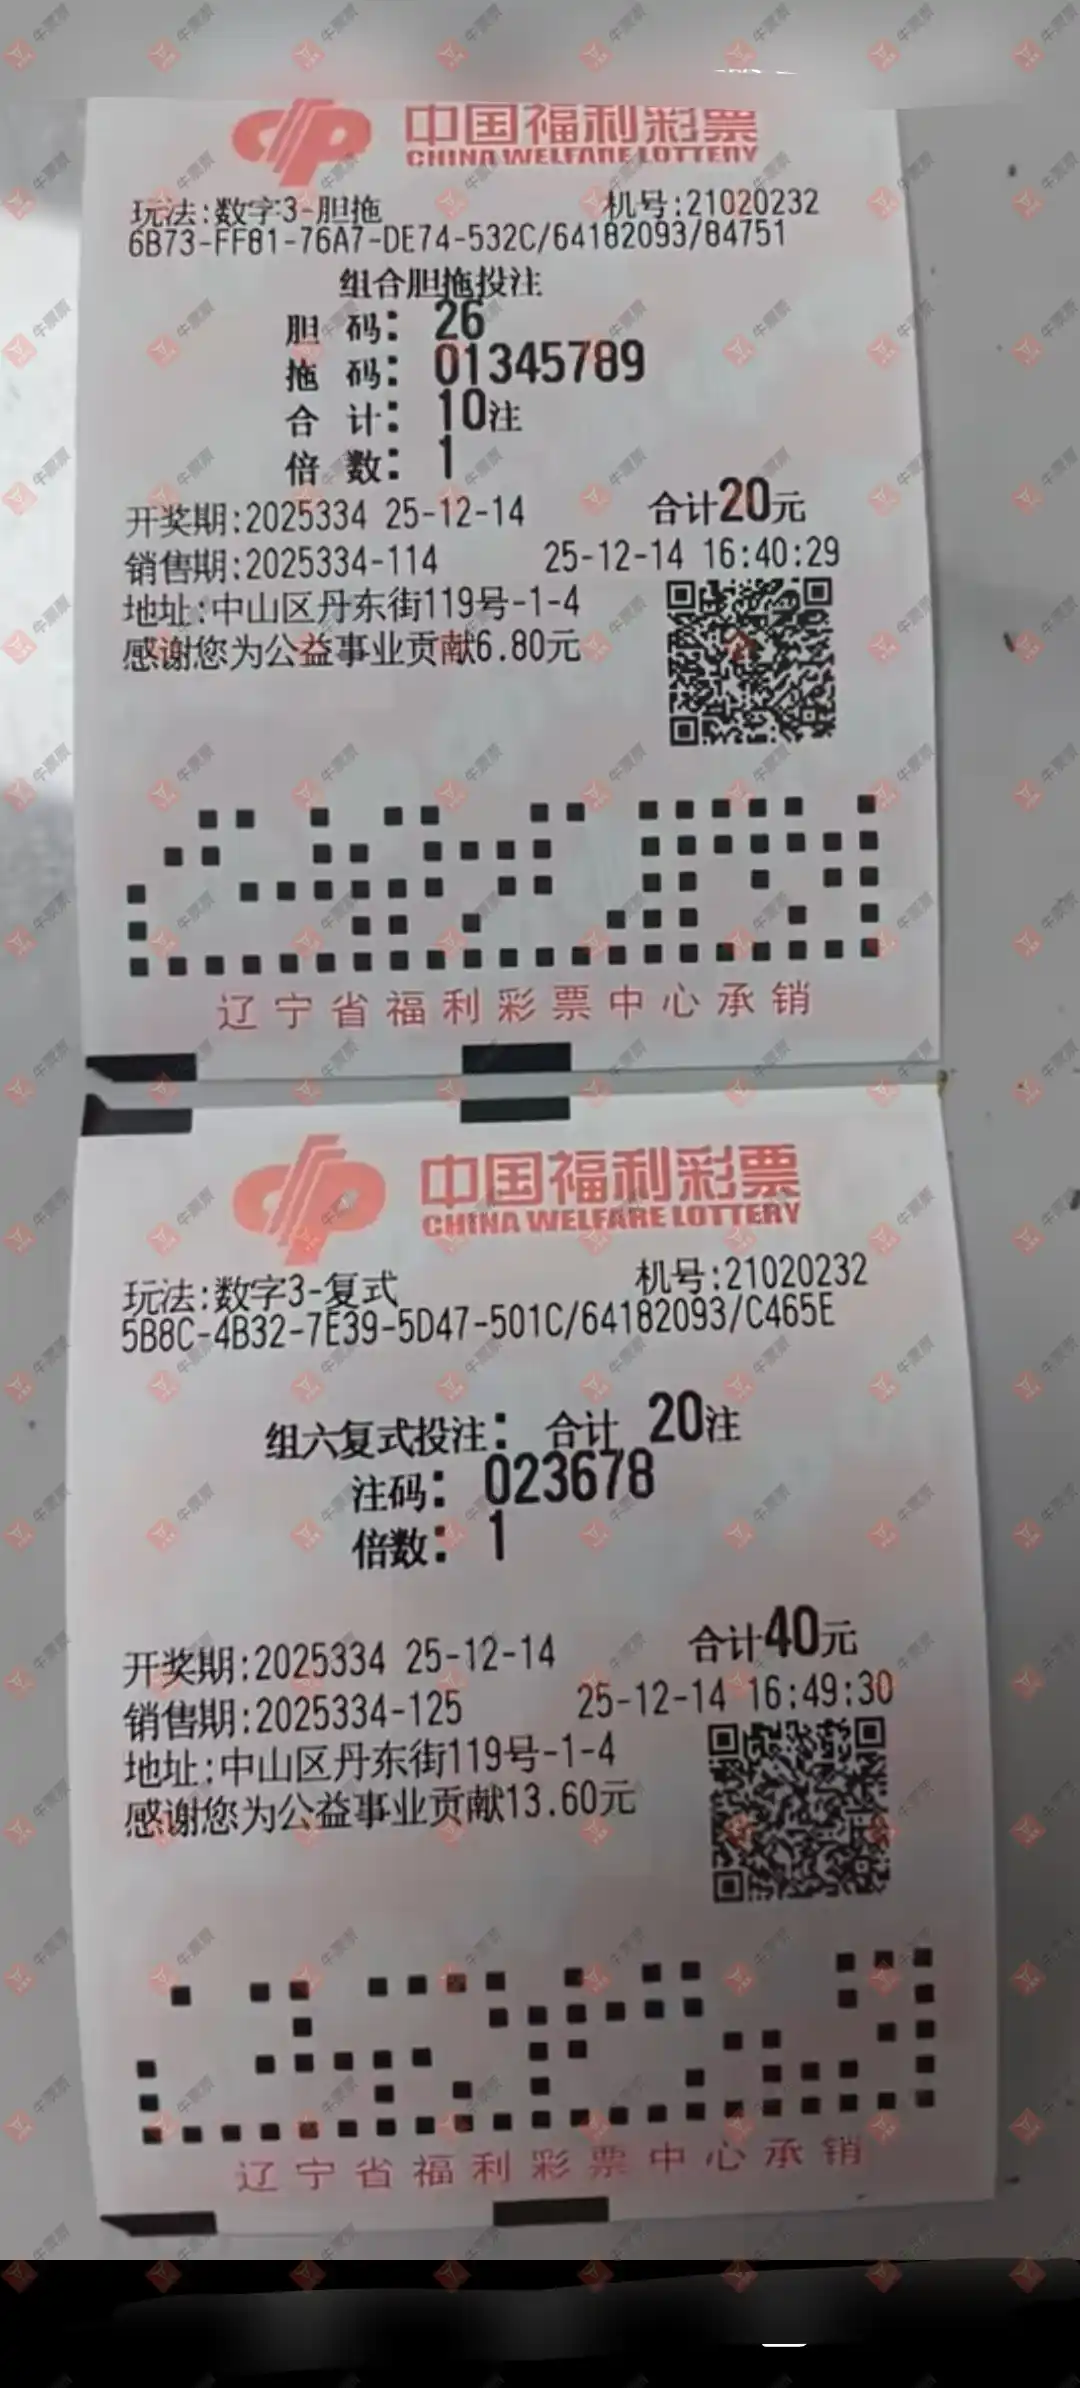 中国福利彩票
CHINA WELFARE LOTTERY
玩法:数字3-胆拖 机号:21020232
6B73-FF81-76A7-DE74-532C/64182093/84751
组合胆拖投注
胆 码: 26
拖 码: 01345789
合 计: 10注
倍 数: 1
开奖期:2025334 25-12-14 合计20元
销售期:2025334-114 25-12-14 16:40:29
地址:中山区丹东街119号-1-4
感谢您为公益事业贡献6.80元
辽宁省福利彩票中心承销
中国福利彩票
CHINA WELFARE LOTTERY
玩法:数字3-复式 机号:21020232
5B8C-4B32-7E39-5D47-501C/64182093/C465E
组六复式投注: 合计 20注
注码: 023678
倍数: 1
开奖期:2025334 25-12-14 合计40元
销售期:2025334-125 25-12-14 16:49:30
地址:中山区丹东街119号-1-4
感谢您为公益事业贡献13.60元
辽宁省福利彩票中心承销